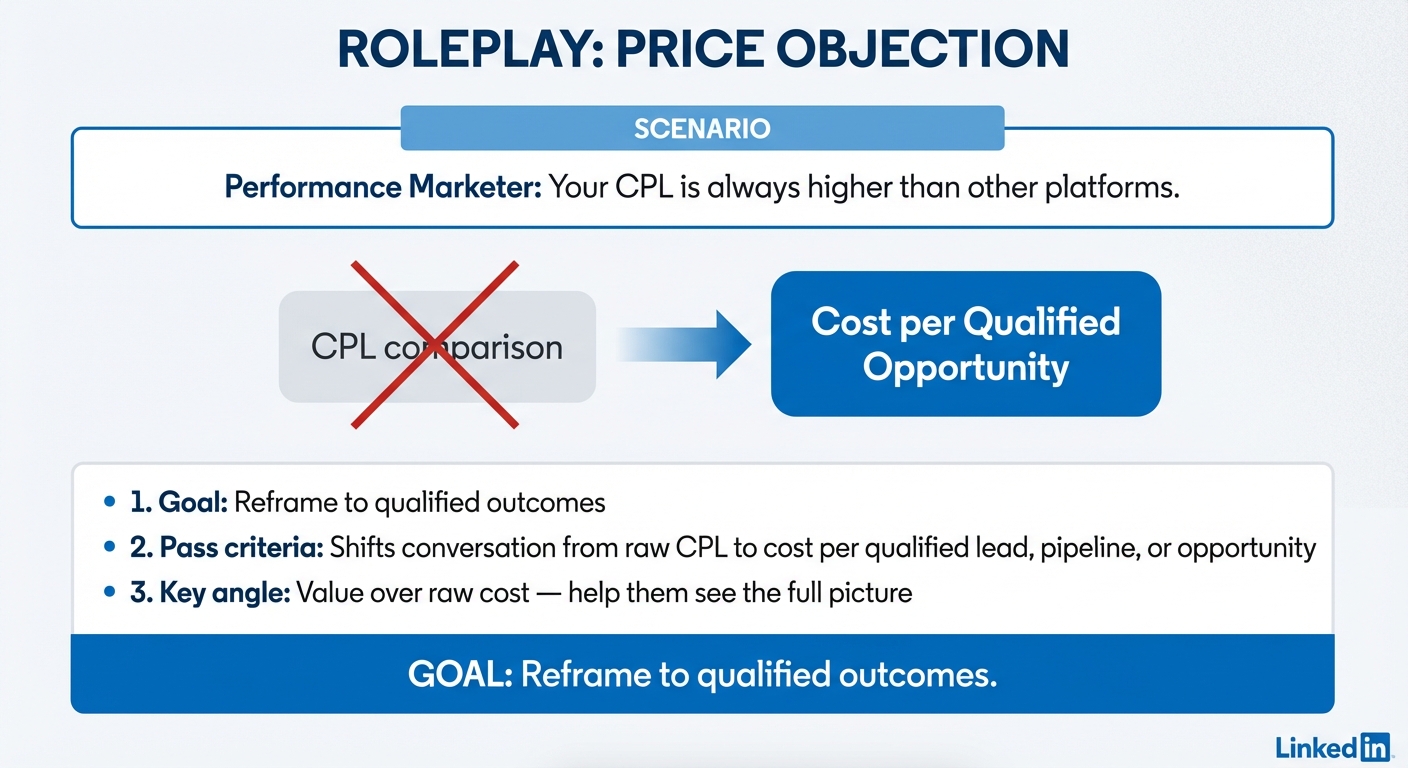 ROLEPLAY: PRICE OBJECTION
SCENARIO
Performance Marketer: Your CPL is always higher than other platforms.
CPL comparison
Cost per Qualified
Opportunity
• 1. Goal: Reframe to qualified outcomes
• 2. Pass criteria: Shifts conversation from raw CPL to cost per qualified lead, pipeline, or opportunity
• 3. Key angle: Value over raw cost — help them see the full picture
GOAL: Reframe to qualified outcomes.
LinkedIn